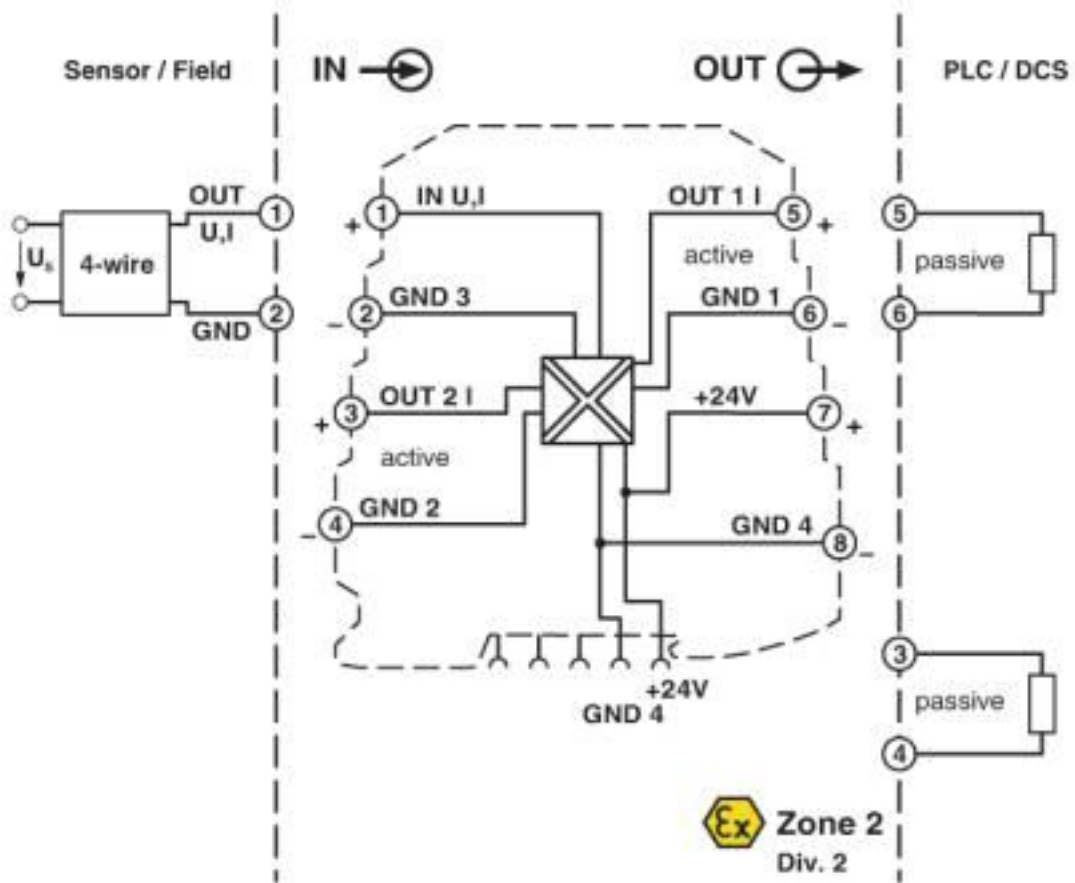 Sensor / Field
IN
OUT
PLC / DCS
OUT
U,I
1
Us
4-wire
2
GND
+
1
IN U,I
OUT 1 I
5
+
active
-
2
GND 3
GND 1
6
-
+
3
OUT 2 I
+24V
7
+
active
-
4
GND 2
GND 4
8
-
+24V
GND 4
5
passive
6
3
passive
4
Ex
Zone 2
Div. 2